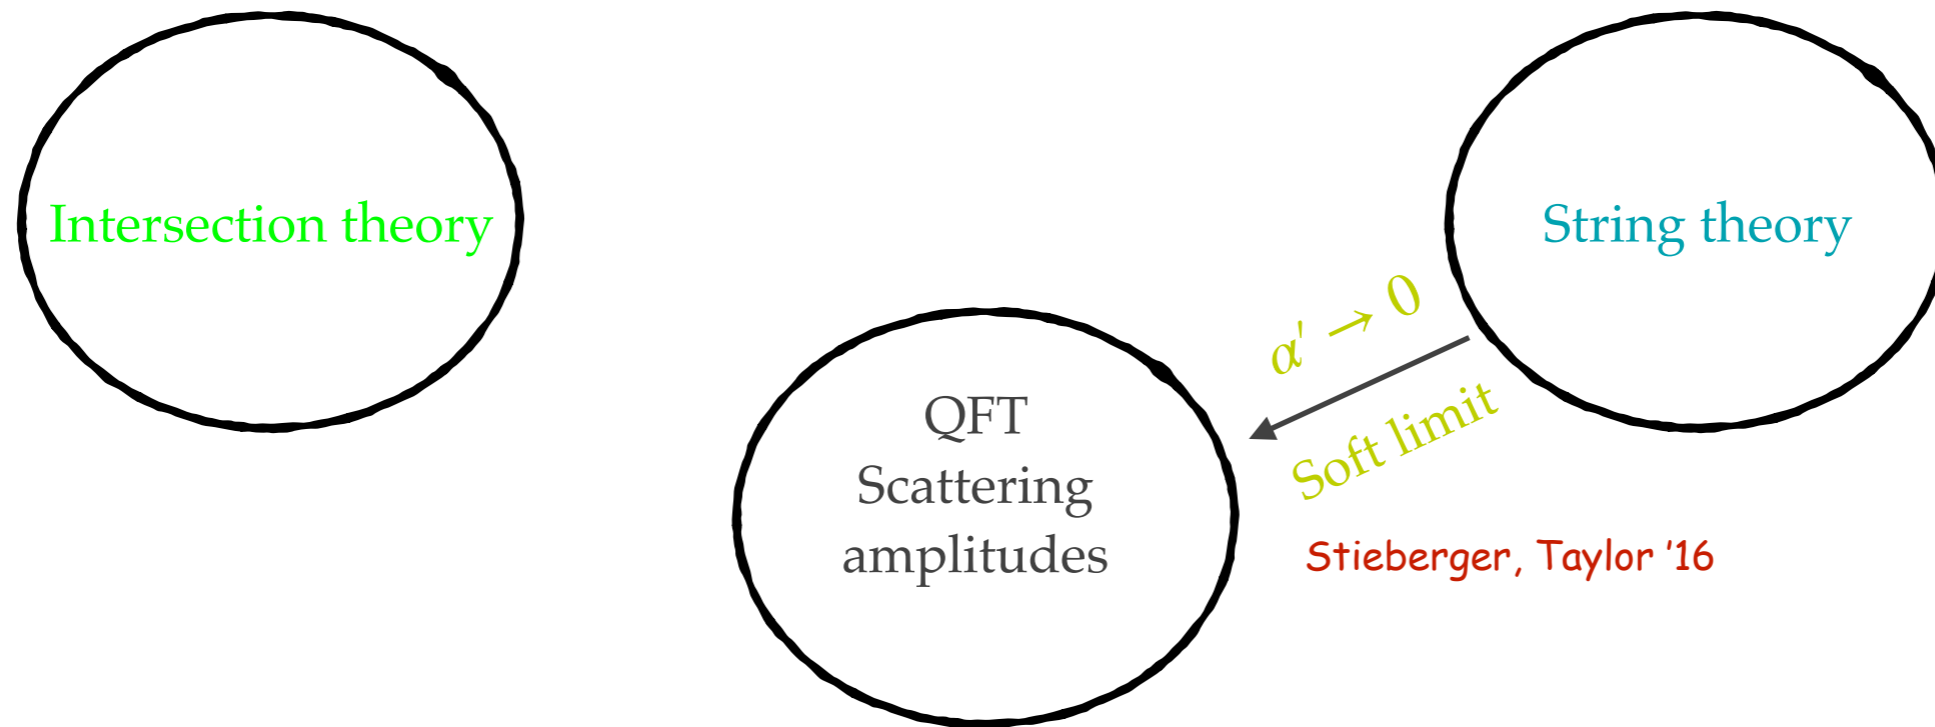 Intersection theory
String theory
α′ → 0
Soft limit
QFT
Scattering
amplitudes
Stieberger, Taylor '16